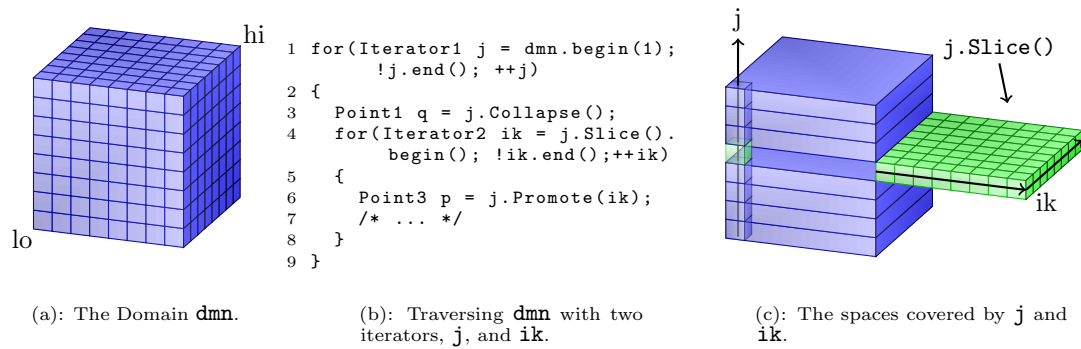 hi
lo
(a): The Domain dmn.
1 for(Iterator1 j = dmn.begin(1);
!j.end(); ++j)
2 {
3 Point1 q = j.Collapse();
4 for(Iterator2 ik = j.Slice().
begin(); !ik.end();++ik)
5 {
6 Point3 p = j.Promote(ik);
7 /* ... */
8 }
9 }
(b): Traversing dmn with two
iterators, j, and ik.
j
j.Slice()
ik
(c): The spaces covered by j and
ik.